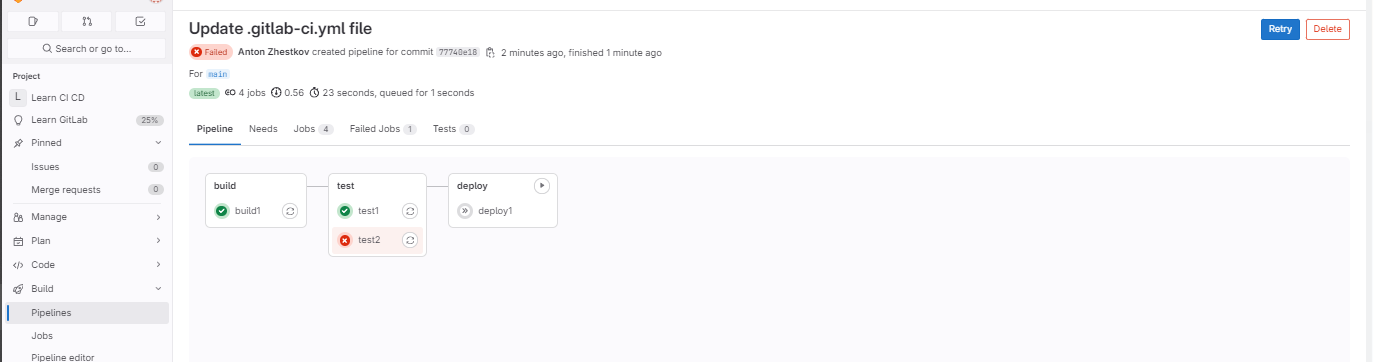 Update .gitlab-ci.yml file
Retry
Delete
Failed Anton Zhestkov created pipeline for commit 77740e18 2 minutes ago, finished 1 minute ago
For main
latest 4 jobs 0.56 23 seconds, queued for 1 seconds
Pipeline Needs Jobs 4 Failed Jobs 1 Tests 0
build
build1
test
test1
test2
deploy
deploy1
Search or go to...
Project
L Learn CI CD
Learn GitLab 25%
Pinned
Issues 0
Merge requests 0
Manage
Plan
Code
Build
Pipelines
Jobs
Pipeline editor